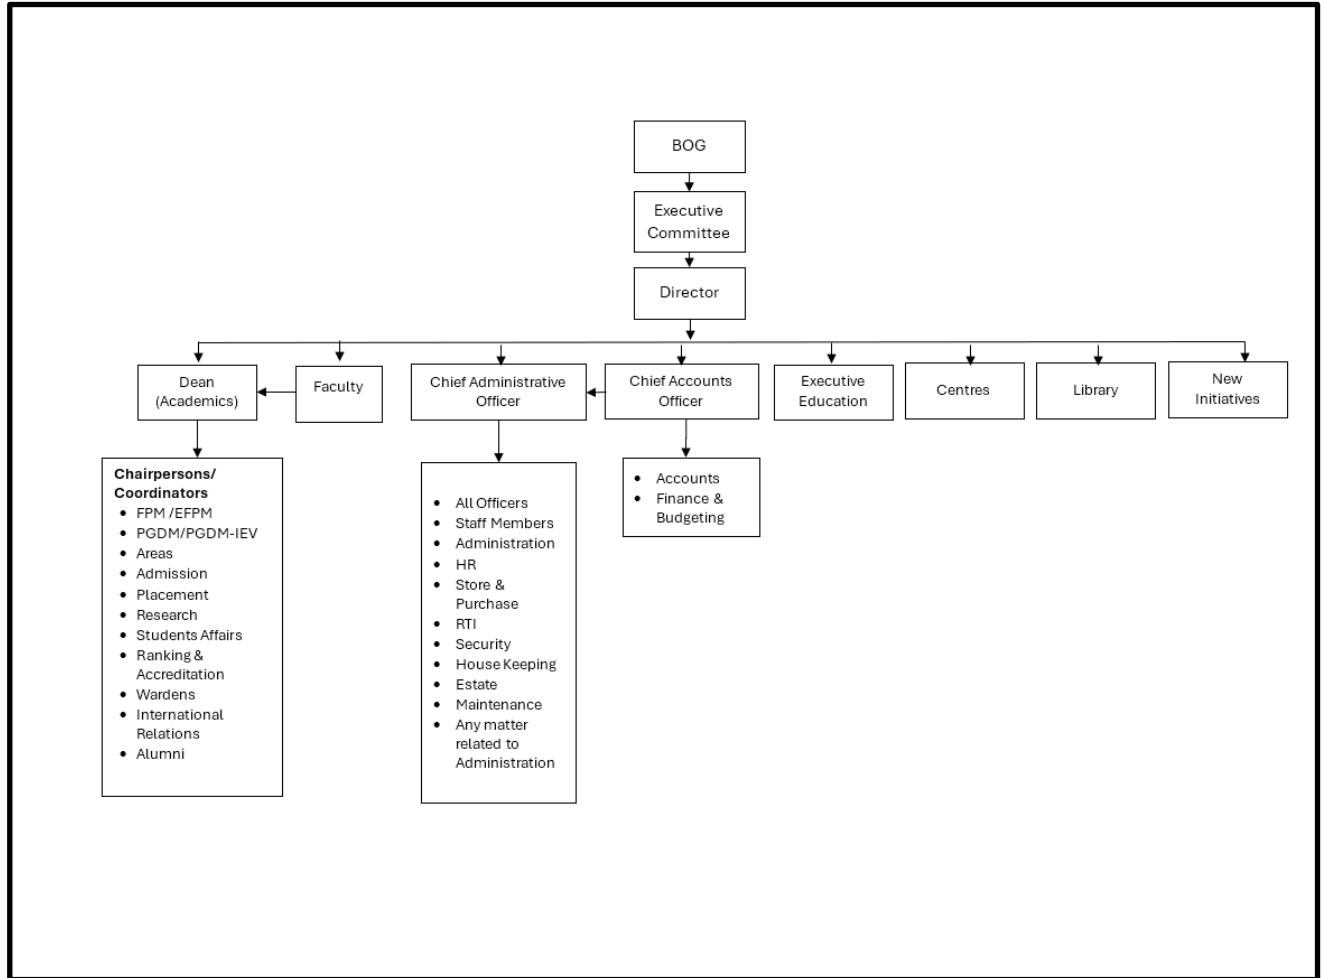 BOG
Executive
Committee
Director
Dean
(Academics)
Faculty
Chief Administrative
Officer
Chief Accounts
Officer
Executive
Education
Centres
Library
New
Initiatives
Chairpersons/
Coordinators
• FPM /EFPM
• PGDM/PGDM-IEV
• Areas
• Admission
• Placement
• Research
• Students Affairs
• Ranking &
Accreditation
• Wardens
• International
Relations
• Alumni
• All Officers
• Staff Members
• Administration
• HR
• Store &
Purchase
• RTI
• Security
• House Keeping
• Estate
• Maintenance
• Any matter
related to
Administration
• Accounts
• Finance &
Budgeting